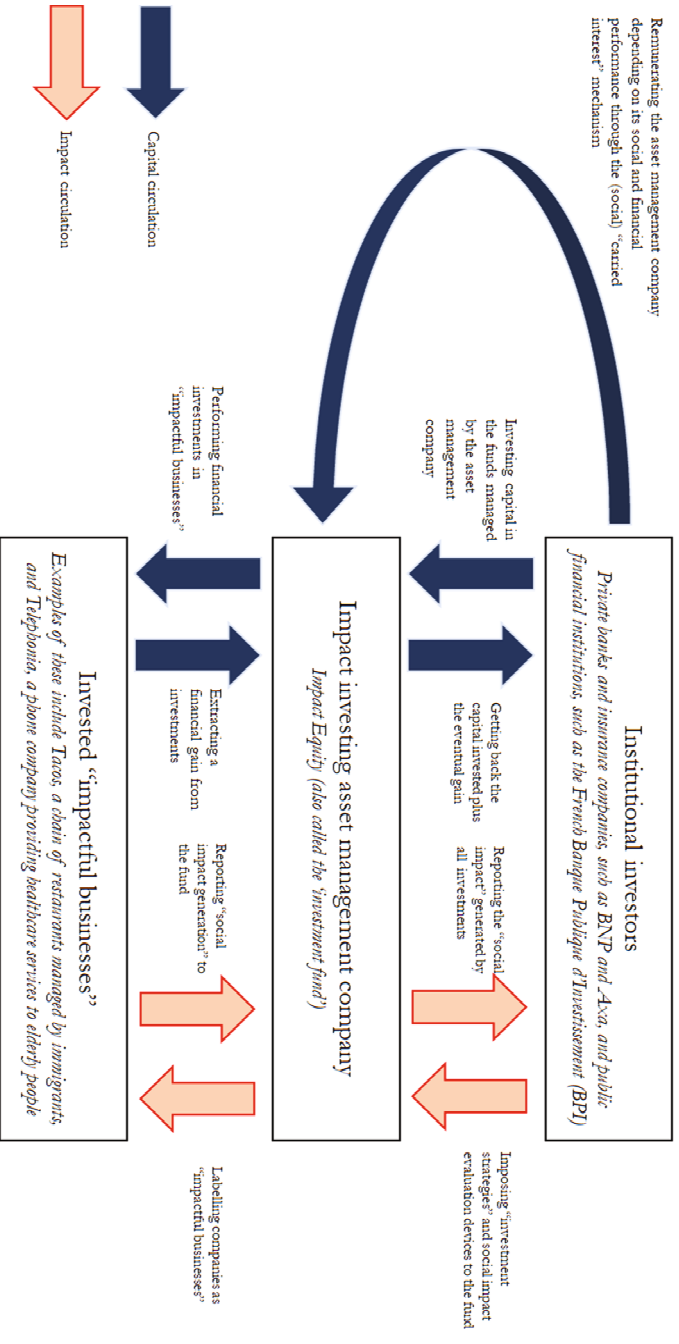 Remunerating the asset management company
depending on its social and financial
performance through the (social) “carried
interest” mechanism
Institutional investors
Private banks and insurance companies, such as BNP and Axa, and public
financial institutions, such as the French Banque Publique d’Investissement (BPI)
Investing capital in
the funds managed
by the asset
management
company
Getting back the
capital invested plus
the eventual gain
Reporting the “social
impact” generated by
all investments
Imposing “investment
strategies” and social impact
evaluation devices to the fund
Impact investing asset management company
Impact Equity (also called the ‘investment fund’)
Performing financial
investments in
“impactful businesses”
Extracting a
financial gain from
investments
Reporting “social
impact generation” to
the fund
Labelling companies as
“impactful businesses”
Invested “impactful businesses”
Examples of these include Tacos, a chain of restaurants managed by immigrants,
and Telephonia, a phone company providing healthcare services to elderly people
Capital circulation
Impact circulation